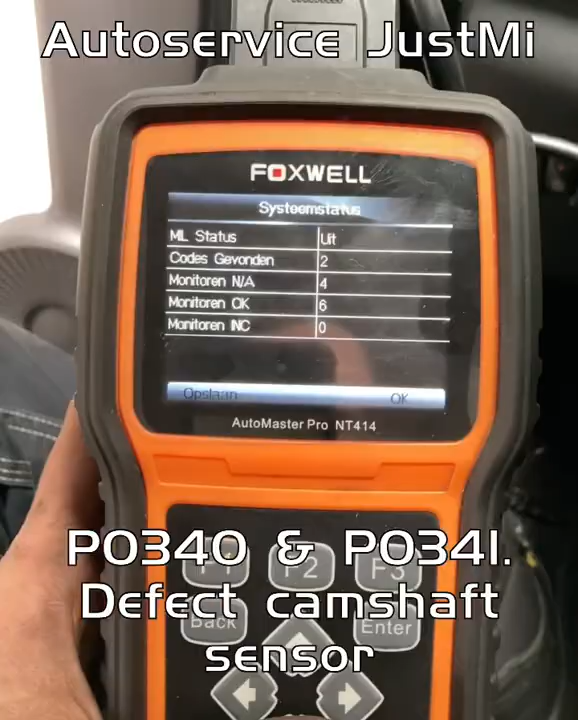 Autoservice JustMi
FOXWELL
Systeemstatus
MIL Status Uit
Codes Gevonden 2
Monitoren N/A 4
Monitoren OK 6
Monitoren INC 0
Opslaan OK
AutoMaster Pro NT414
P0340 & P0341.
F2 F3
Defect camshaft
Back Enter
sensor